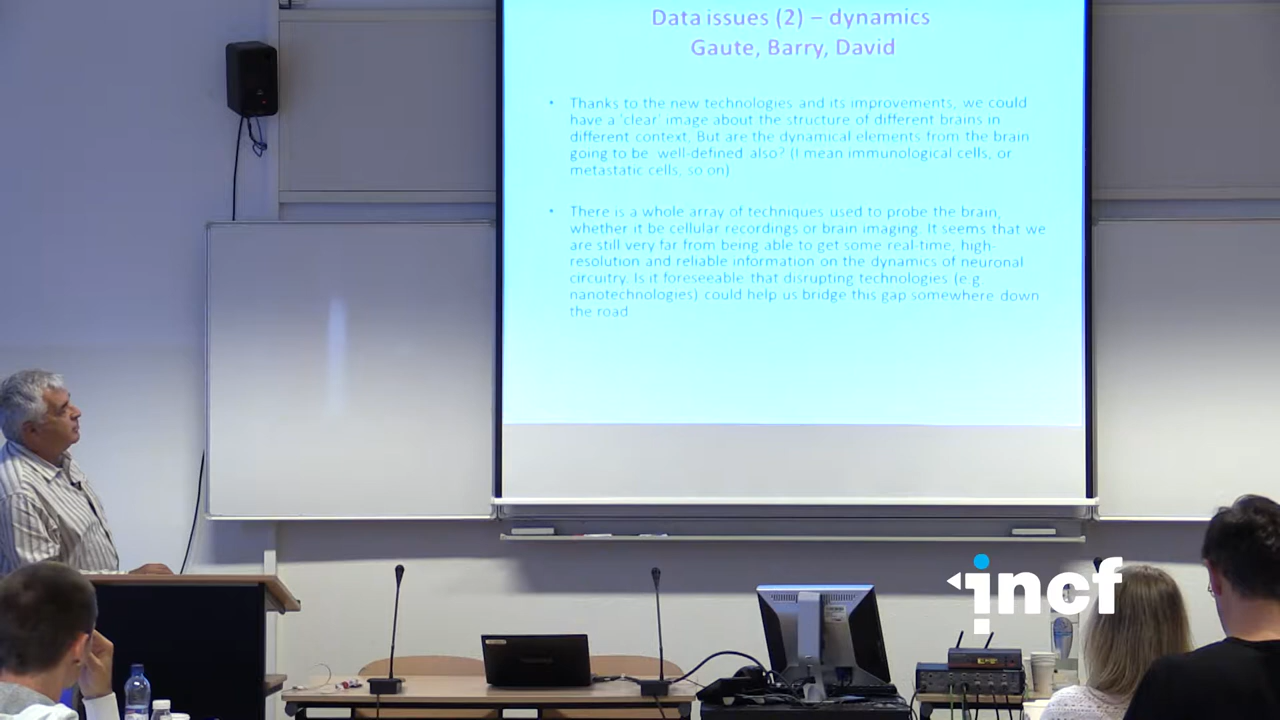 Data issues (2) – dynamics
Gaute, Barry, David
• Thanks to the new technologies and its improvements, we could
have a 'clear' image about the structure of different brains in
different context. But are the dynamical elements from the brain
going to be well-defined also? (I mean immunological cells, or
metastatic cells, so on)
• There is a whole array of techniques used to probe the brain,
whether it be cellular recordings or brain imaging. It seems that we
are still very far from being able to get some real-time, high-
resolution and reliable information on the dynamics of neuronal
circuitry. Is it foreseeable that disrupting technologies (e.g.
nanotechnologies) could help us bridge this gap somewhere down
the road
incf